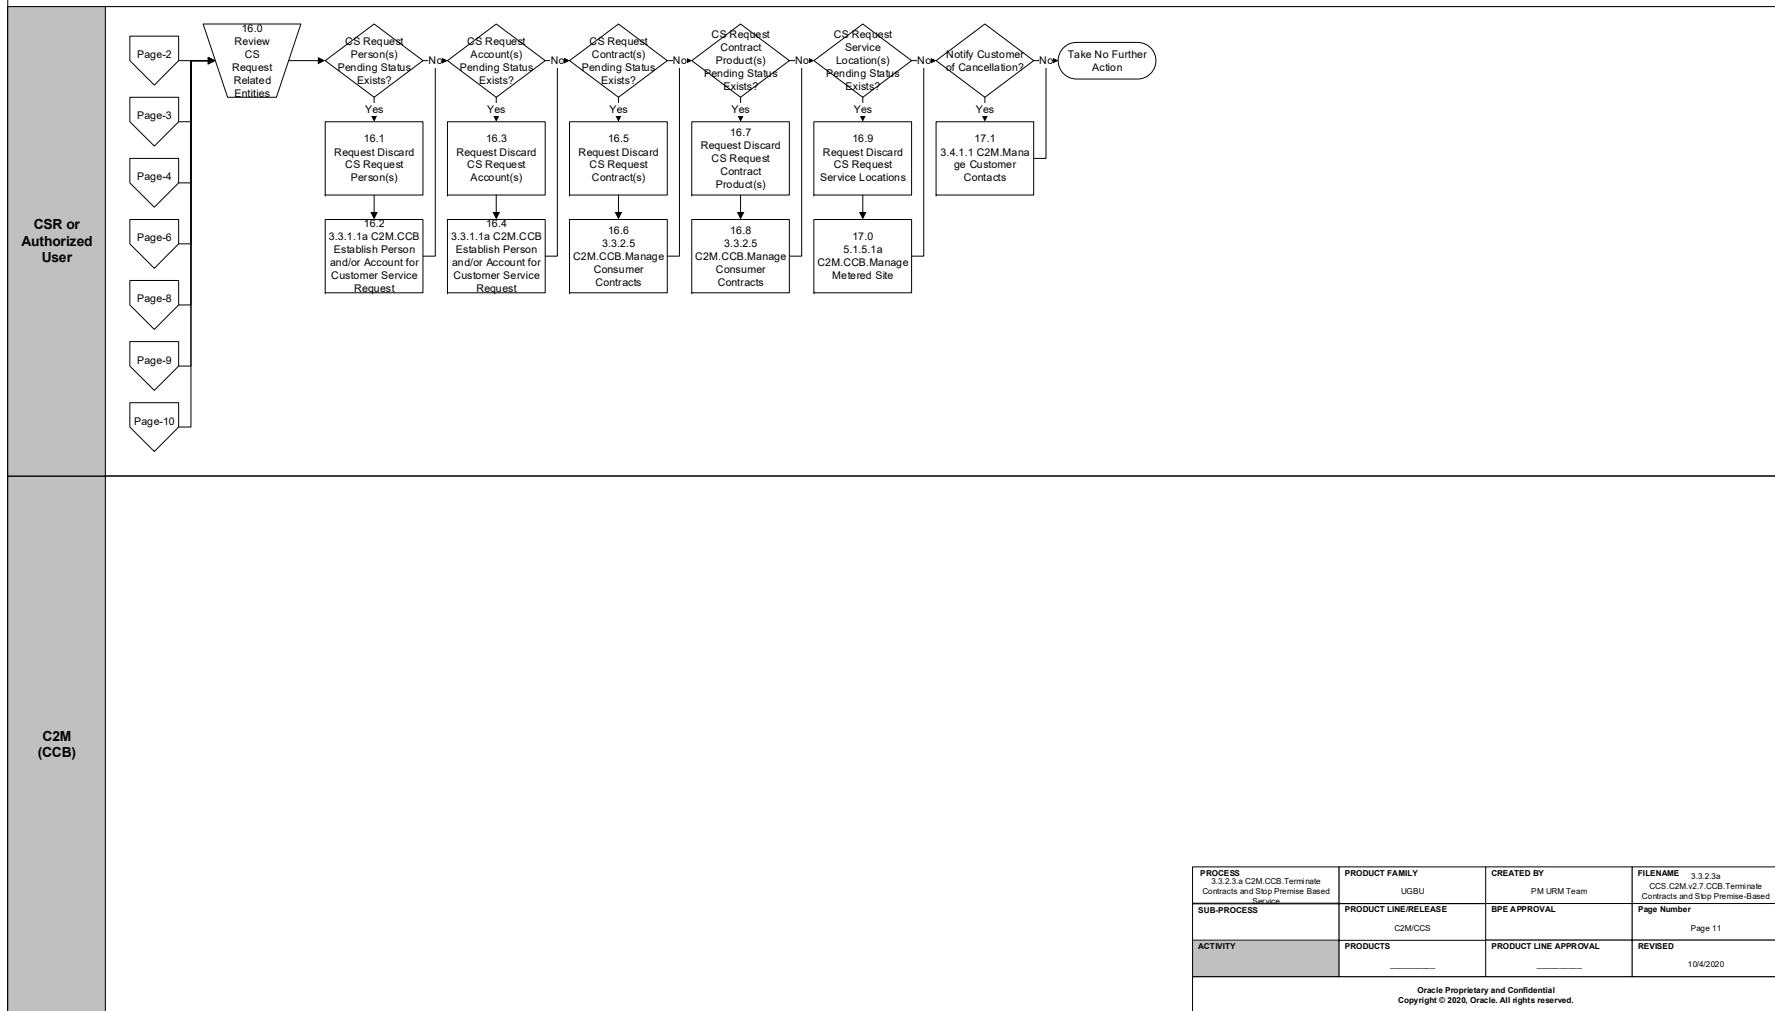 CSR or
Authorized
User
Page-2
Page-3
Page-4
Page-6
Page-8
Page-9
Page-10
16.0
Review
CS
Request
Related
Entities
CS Request
Person(s)
Pending Status
Exists?
No
Yes
16.1
Request Discard
CS Request
Person(s)
16.2
3.3.1.1a C2M.CCB
Establish Person
and/or Account for
Customer Service
Request
CS Request
Account(s)
Pending Status
Exists?
No
Yes
16.3
Request Discard
CS Request
Account(s)
16.4
3.3.1.1a C2M.CCB
Establish Person
and/or Account for
Customer Service
Request
CS Request
Contract(s)
Pending Status
Exists?
No
Yes
16.5
Request Discard
CS Request
Contract(s)
16.6
3.3.2.5
C2M.CCB.Manage
Consumer
Contracts
CS Request
Contract
Product(s)
Pending Status
Exists?
No
Yes
16.7
Request Discard
CS Request
Contract
Product(s)
16.8
3.3.2.5
C2M.CCB.Manage
Consumer
Contracts
CS Request
Service
Location(s)
Pending Status
Exists?
No
Yes
16.9
Request Discard
CS Request
Service Locations
17.0
5.1.5.1a
C2M.CCB.Manage
Metered Site
Notify Customer
of Cancellation?
No
Yes
17.1
3.4.1.1 C2M.Mana
ge Customer
Contacts
Take No Further
Action
C2M
(CCB)
PROCESS
3.3.2.3.a C2M.CCB.Terminate
Contracts and Stop Premise Based
Service
PRODUCT FAMILY
UGBU
CREATED BY
PM URM Team
FILENAME 3.3.2.3a
CCS.C2M.v2.7.CCB.Terminate
Contracts and Stop Premise-Based
SUB-PROCESS
PRODUCT LINE/RELEASE
C2M/CCS
BPE APPROVAL
Page Number
Page 11
ACTIVITY
PRODUCTS
PRODUCT LINE APPROVAL
REVISED
10/4/2020
Oracle Proprietary and Confidential
Copyright © 2020, Oracle. All rights reserved.